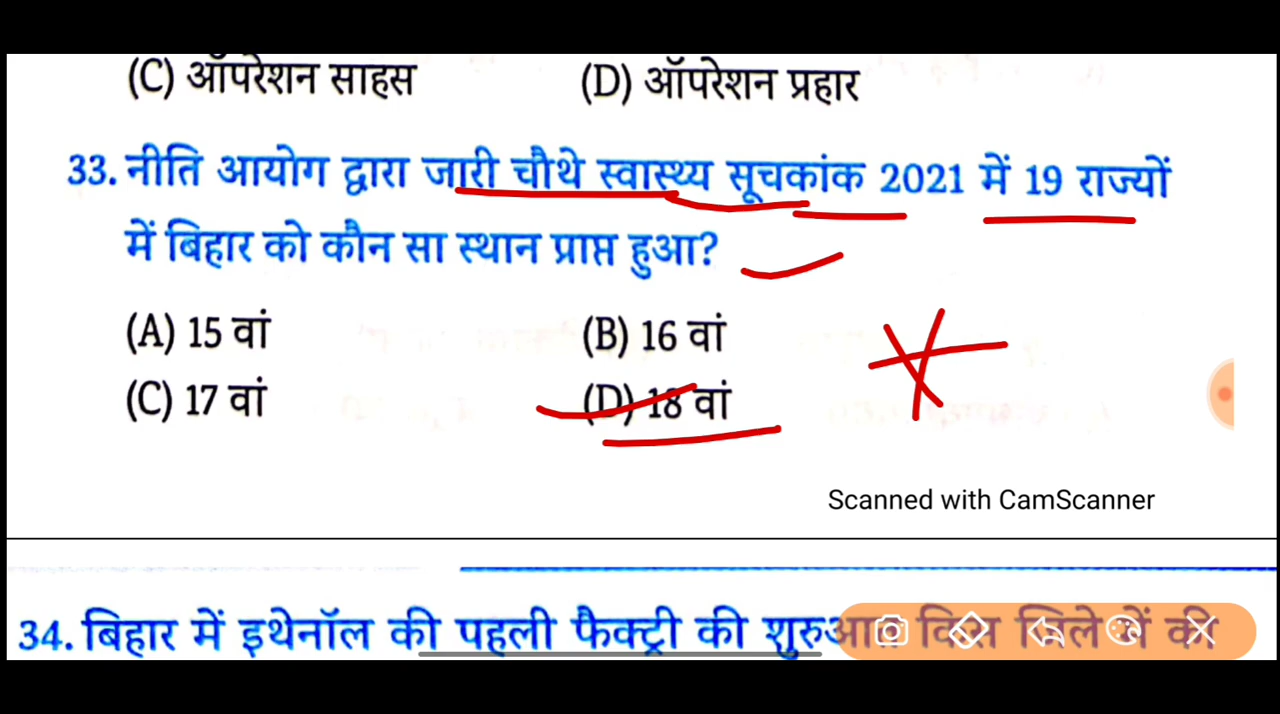 (C) ऑपरेशन साहस (D) ऑपरेशन प्रहार
33. नीति आयोग द्वारा जारी चौथे स्वास्थ्य सूचकांक 2021 में 19 राज्यों
में बिहार को कौन सा स्थान प्राप्त हुआ?
(A) 15 वां (B) 16 वां
(C) 17 वां (D) 18 वां
Scanned with CamScanner
34. बिहार में इथेनॉल की पहली फैक्ट्री की शुरुआत किस जिले में की